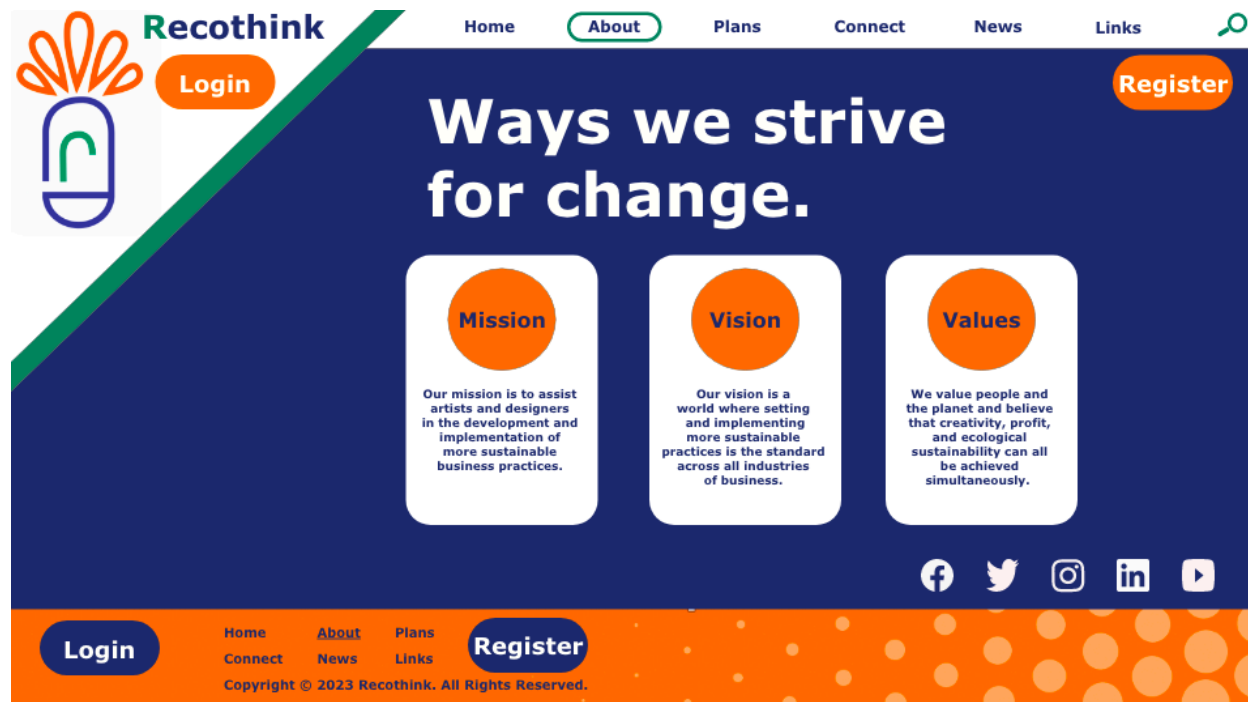 Recothink
Home About Plans Connect News Links
Login
Register
Ways we strive
for change.
Mission
Our mission is to assist
artists and designers
in the development and
implementation of
more sustainable
business practices.
Vision
Our vision is a
world where setting
and implementing
more sustainable
practices is the standard
across all industries
of business.
Values
We value people and
the planet and believe
that creativity, profit,
and ecological
sustainability can all
be achieved
simultaneously.
Login
Home About Plans
Connect News Links
Register
Copyright © 2023 Recothink. All Rights Reserved.